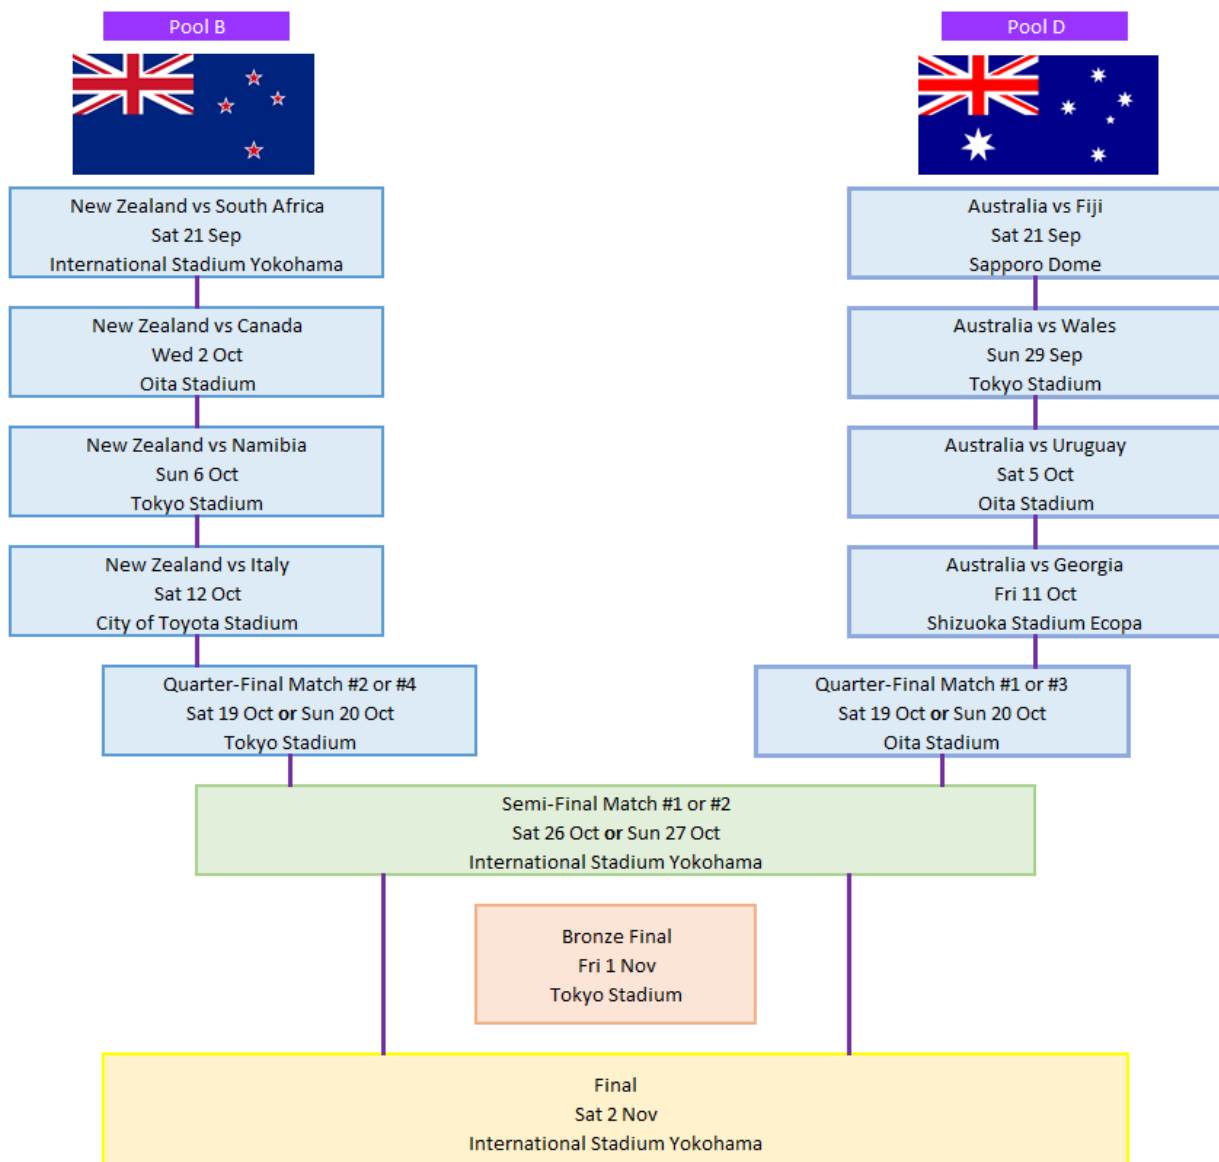 Pool B
New Zealand vs South Africa
Sat 21 Sep
International Stadium Yokohama
New Zealand vs Canada
Wed 2 Oct
Oita Stadium
New Zealand vs Namibia
Sun 6 Oct
Tokyo Stadium
New Zealand vs Italy
Sat 12 Oct
City of Toyota Stadium
Quarter-Final Match #2 or #4
Sat 19 Oct or Sun 20 Oct
Tokyo Stadium
Pool D
Australia vs Fiji
Sat 21 Sep
Sapporo Dome
Australia vs Wales
Sun 29 Sep
Tokyo Stadium
Australia vs Uruguay
Sat 5 Oct
Oita Stadium
Australia vs Georgia
Fri 11 Oct
Shizuoka Stadium Ecopa
Quarter-Final Match #1 or #3
Sat 19 Oct or Sun 20 Oct
Oita Stadium
Semi-Final Match #1 or #2
Sat 26 Oct or Sun 27 Oct
International Stadium Yokohama
Bronze Final
Fri 1 Nov
Tokyo Stadium
Final
Sat 2 Nov
International Stadium Yokohama